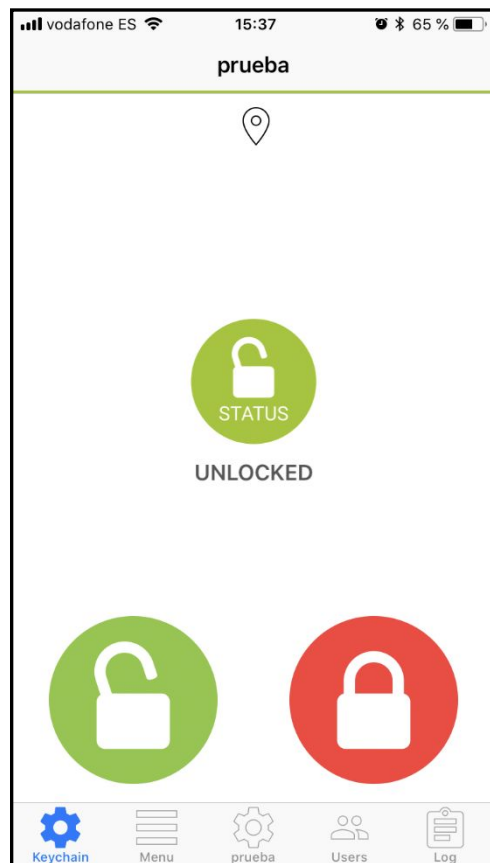 vodafone ES 15:37 65 %
prueba
STATUS
UNLOCKED
Keychain Menu prueba Users Log